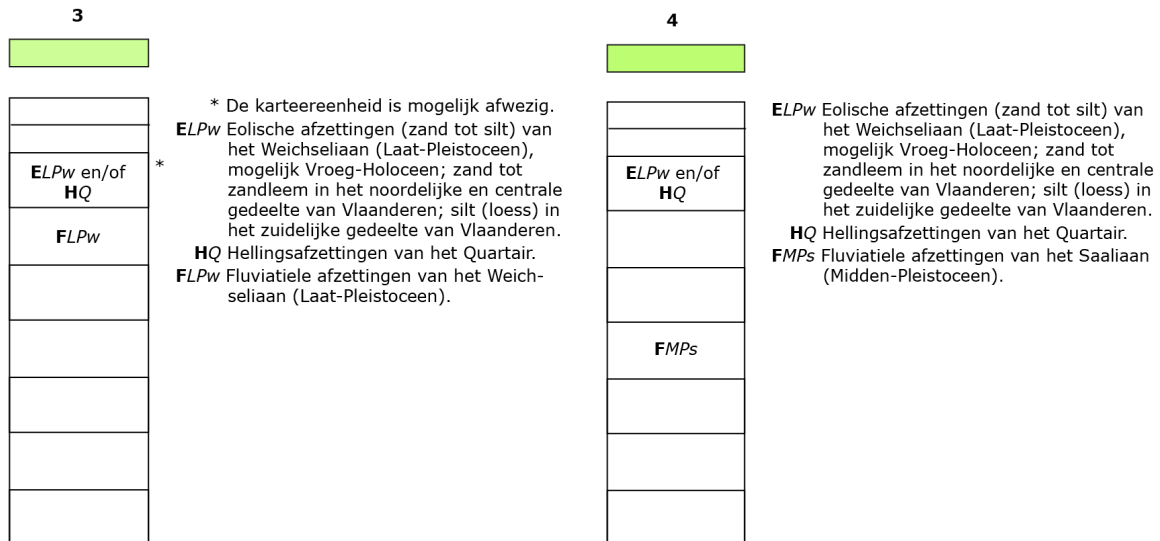 3
ELPw en/of
HQ
*
FLPw
* De karteereenheid is mogelijk afwezig.
ELPw Eolische afzettingen (zand tot silt) van
het Weichseliaan (Laat-Pleistoceen),
mogelijk Vroeg-Holoceen; zand tot
zandleem in het noordelijke en centrale
gedeelte van Vlaanderen; silt (loess) in
het zuidelijke gedeelte van Vlaanderen.
HQ Hellingsafzettingen van het Quartair.
FLPw Fluviatiele afzettingen van het Weich-
seliaan (Laat-Pleistoceen).
4
ELPw en/of
HQ
FMPs
ELPw Eolische afzettingen (zand tot silt) van
het Weichseliaan (Laat-Pleistoceen),
mogelijk Vroeg-Holoceen; zand tot
zandleem in het noordelijke en centrale
gedeelte van Vlaanderen; silt (loess) in
het zuidelijke gedeelte van Vlaanderen.
HQ Hellingsafzettingen van het Quartair.
FMPs Fluviatiele afzettingen van het Saaliaan
(Midden-Pleistoceen).